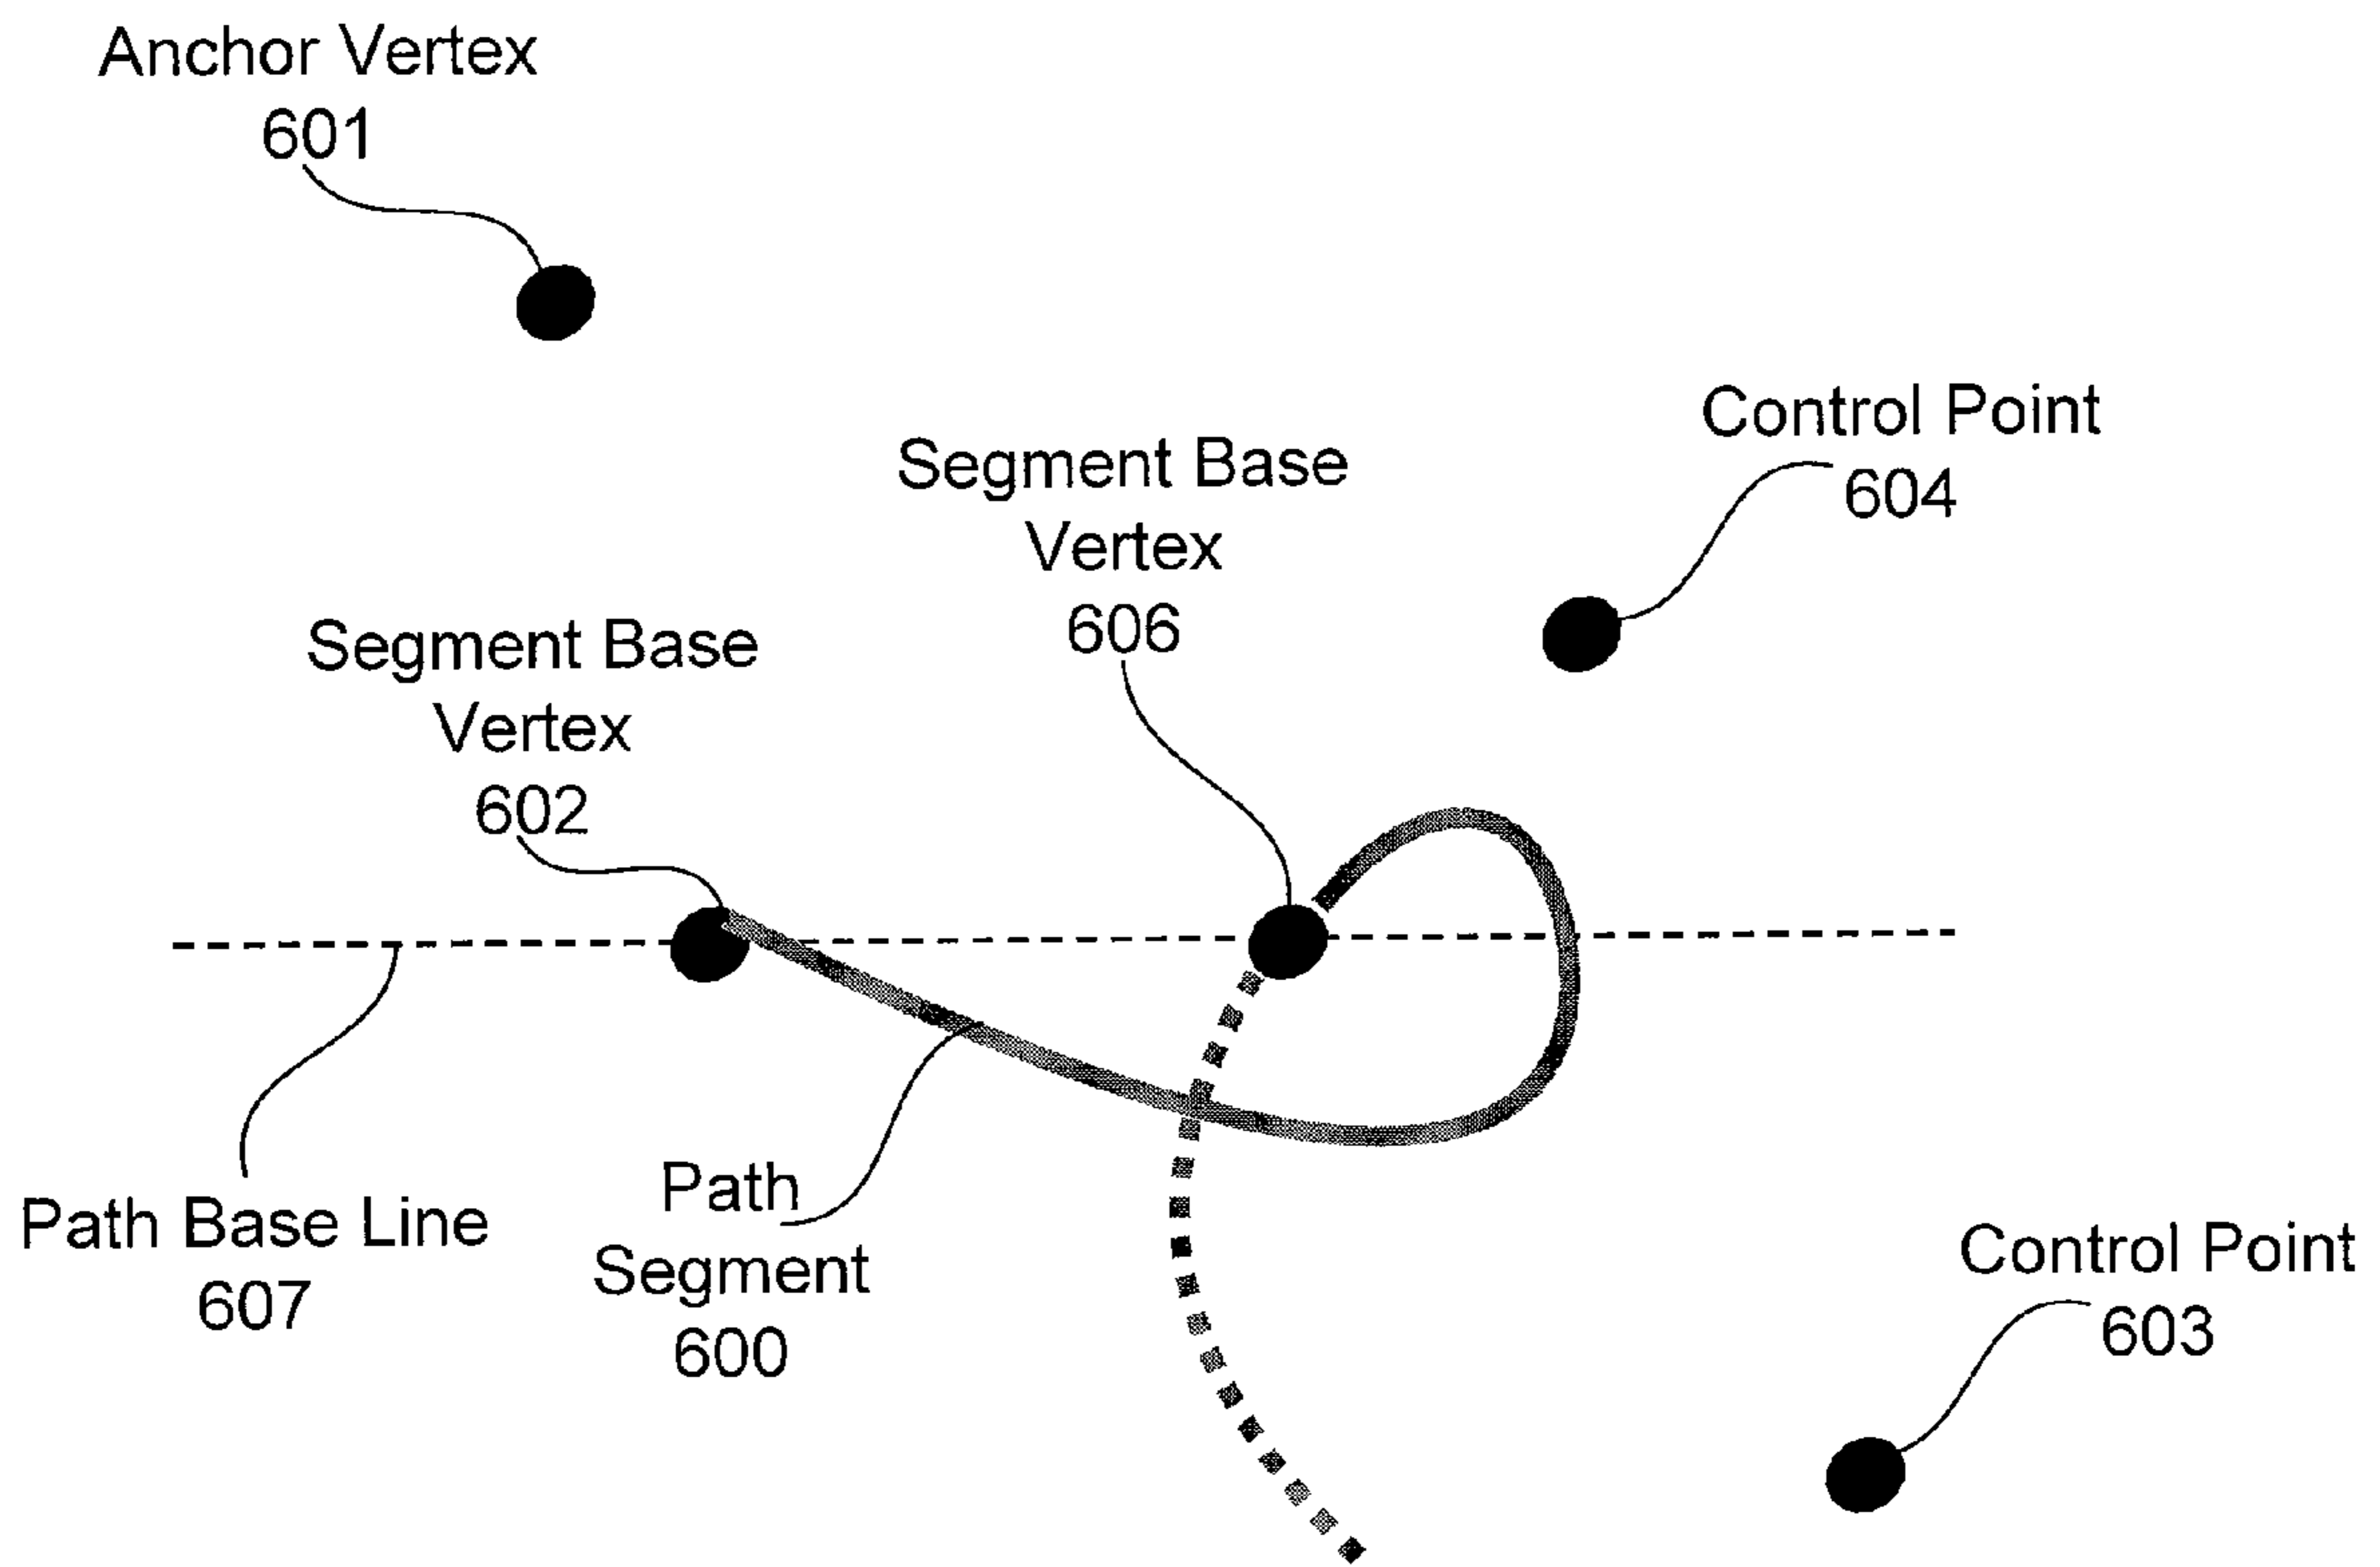 Anchor Vertex
601
Control Point
604
Segment Base
Vertex
606
Segment Base
Vertex
602
Path Base Line
607
Path
Segment
600
Control Point
603